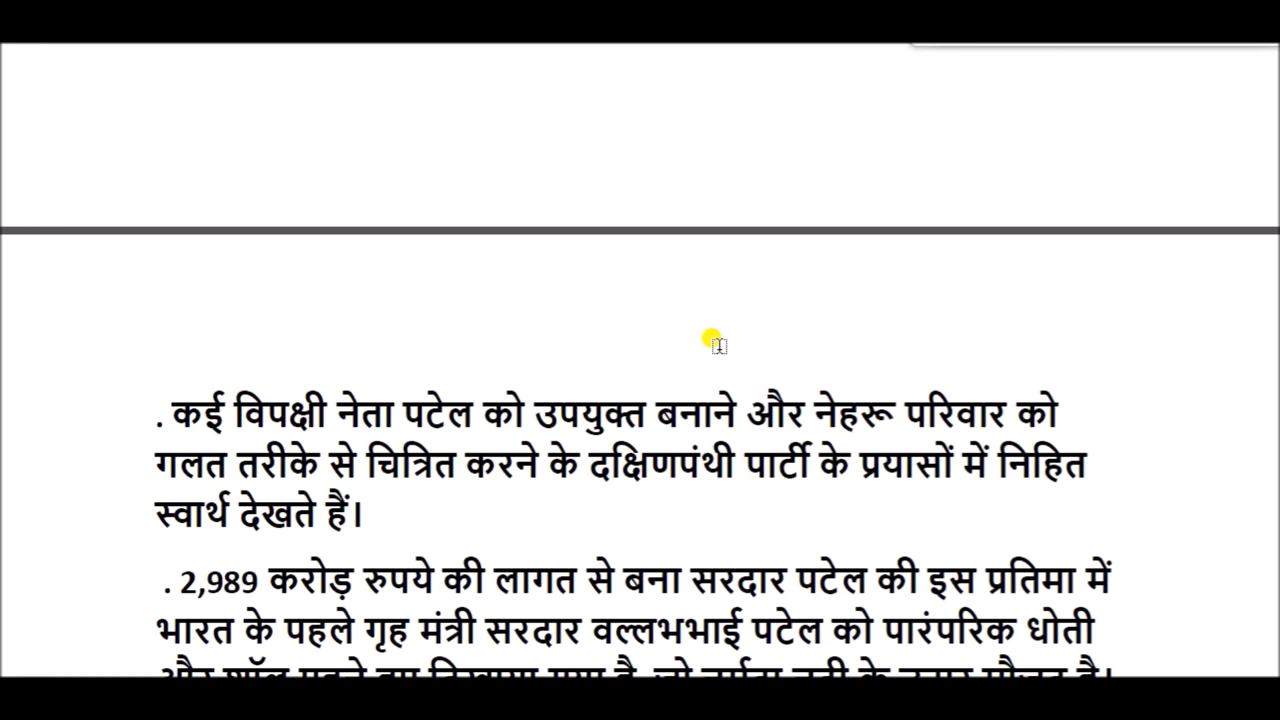 . कई विपक्षी नेता पटेल को उपयुक्त बनाने और नेहरू परिवार को
गलत तरीके से चित्रित करने के दक्षिणपंथी पार्टी के प्रयासों में निहित
स्वार्थ देखते हैं।
. 2,989 करोड़ रुपये की लागत से बना सरदार पटेल की इस प्रतिमा में
भारत के पहले गृह मंत्री सरदार वल्लभभाई पटेल को पारंपरिक धोती